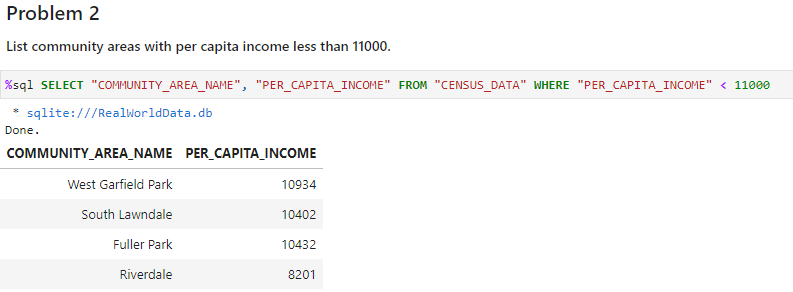 Problem 2
List community areas with per capita income less than 11000.
%sql SELECT "COMMUNITY_AREA_NAME", "PER_CAPITA_INCOME" FROM "CENSUS_DATA" WHERE "PER_CAPITA_INCOME" < 11000
* sqlite:///RealWorldData.db
Done.
COMMUNITY_AREA_NAME PER_CAPITA_INCOME
West Garfield Park 10934
South Lawndale 10402
Fuller Park 10432
Riverdale 8201